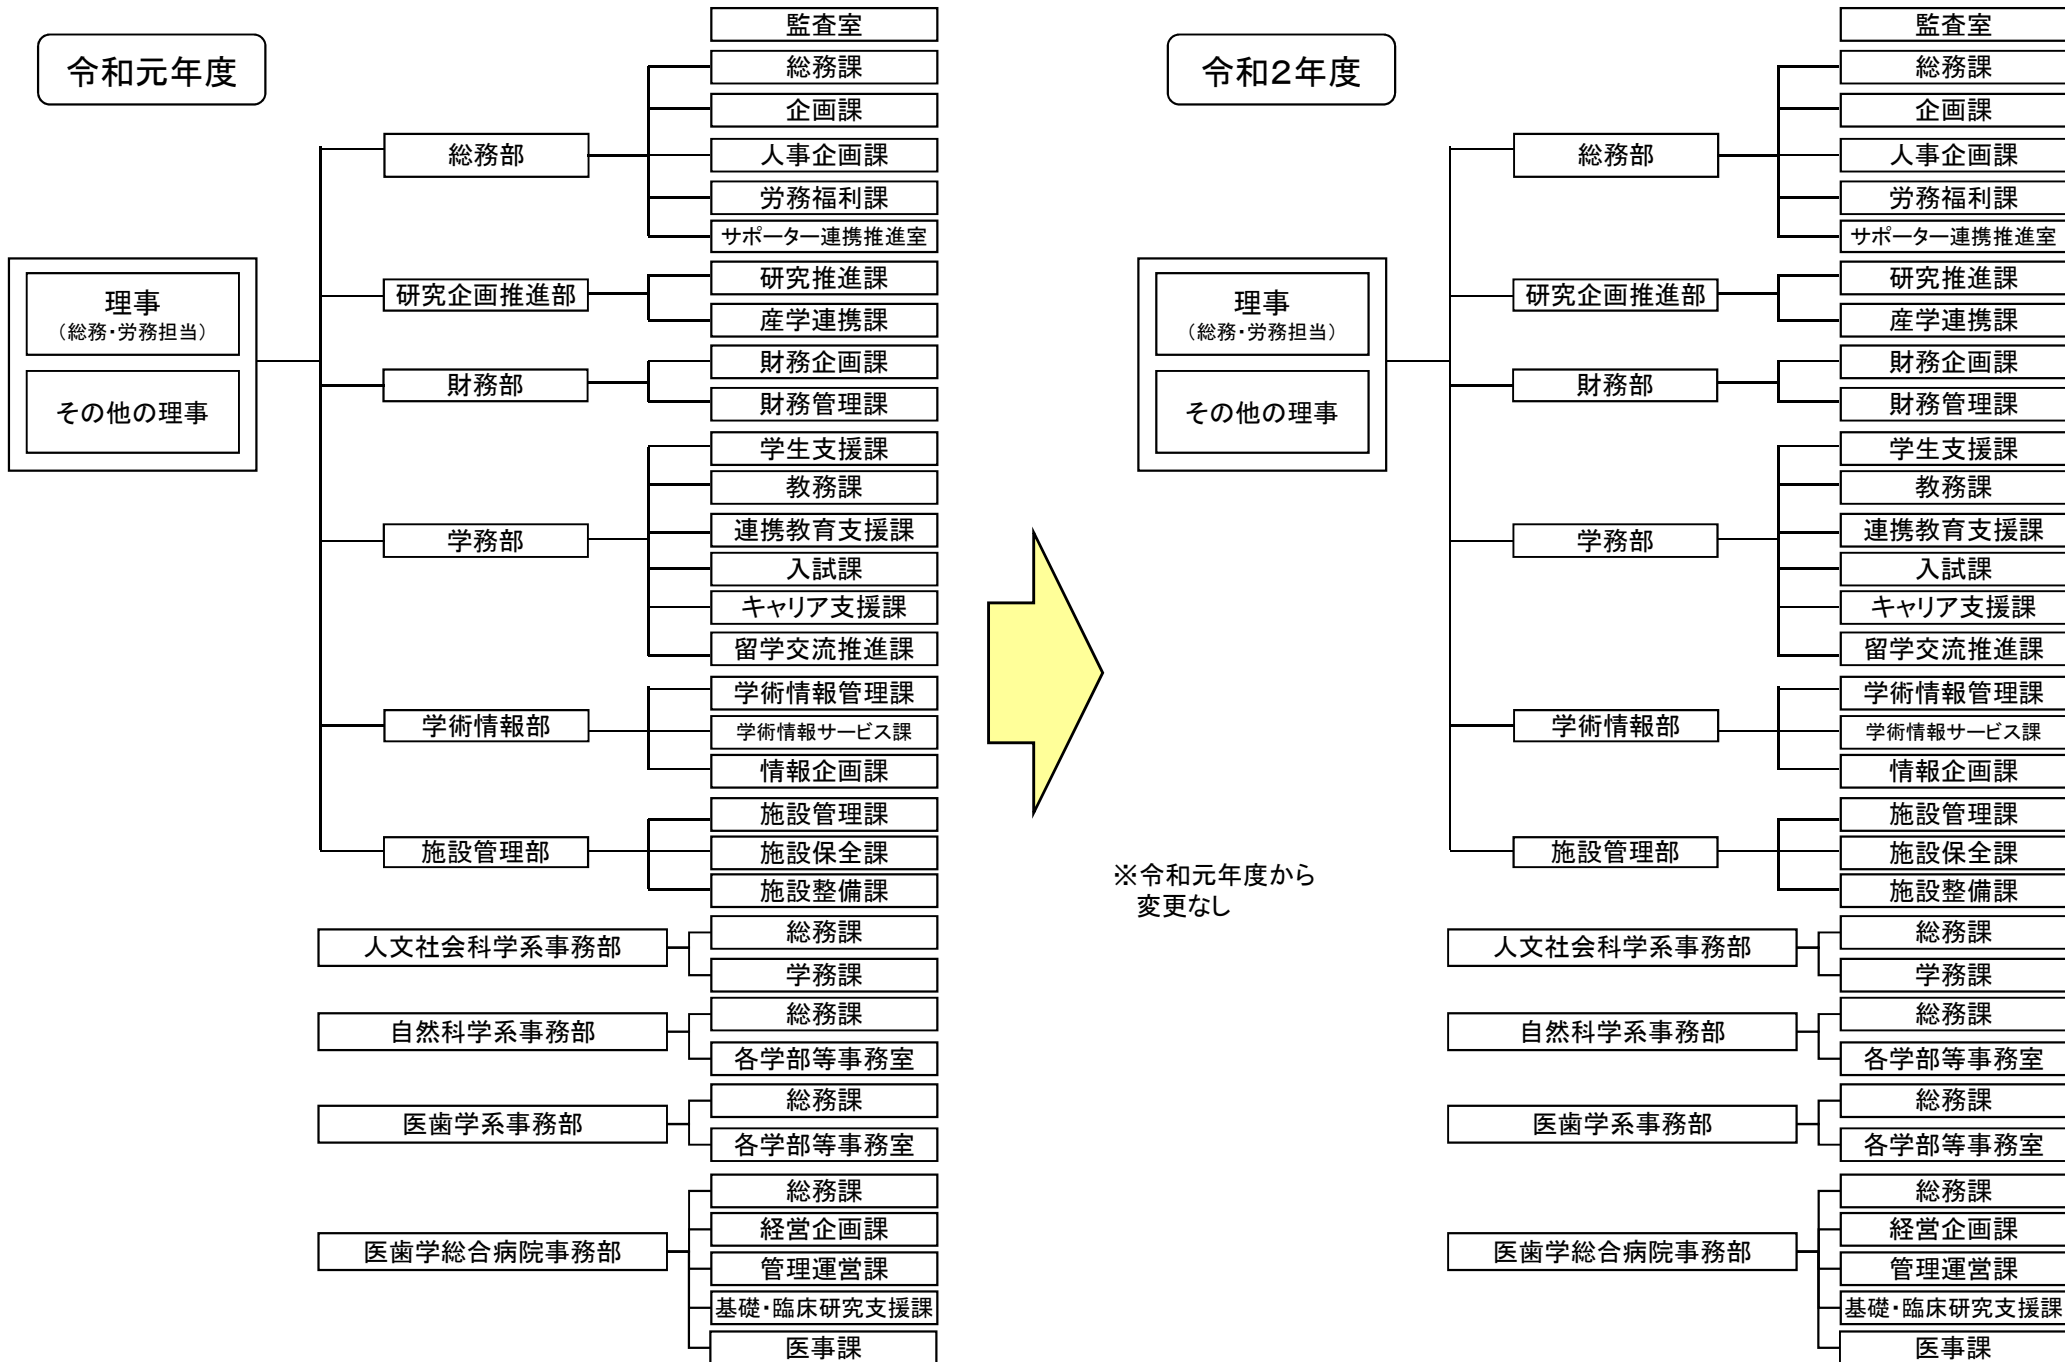 令和元年度
監査室
総務部
総務課
企画課
人事企画課
労務福利課
サポーター連携推進室
理事
（総務・労務担当）
その他の理事
研究企画推進部
研究推進課
産学連携課
財務部
財務企画課
財務管理課
学務部
学生支援課
教務課
連携教育支援課
入試課
キャリア支援課
留学交流推進課
学術情報部
学術情報管理課
学術情報サービス課
情報企画課
施設管理部
施設管理課
施設保全課
施設整備課
人文社会科学系事務部
総務課
学務課
自然科学系事務部
総務課
各学部等事務室
医歯学系事務部
総務課
各学部等事務室
医歯学総合病院事務部
総務課
経営企画課
管理運営課
基礎・臨床研究支援課
医事課
※令和元年度から
変更なし
令和２年度
監査室
総務部
総務課
企画課
人事企画課
労務福利課
サポーター連携推進室
理事
（総務・労務担当）
その他の理事
研究企画推進部
研究推進課
産学連携課
財務部
財務企画課
財務管理課
学務部
学生支援課
教務課
連携教育支援課
入試課
キャリア支援課
留学交流推進課
学術情報部
学術情報管理課
学術情報サービス課
情報企画課
施設管理部
施設管理課
施設保全課
施設整備課
人文社会科学系事務部
総務課
学務課
自然科学系事務部
総務課
各学部等事務室
医歯学系事務部
総務課
各学部等事務室
医歯学総合病院事務部
総務課
経営企画課
管理運営課
基礎・臨床研究支援課
医事課